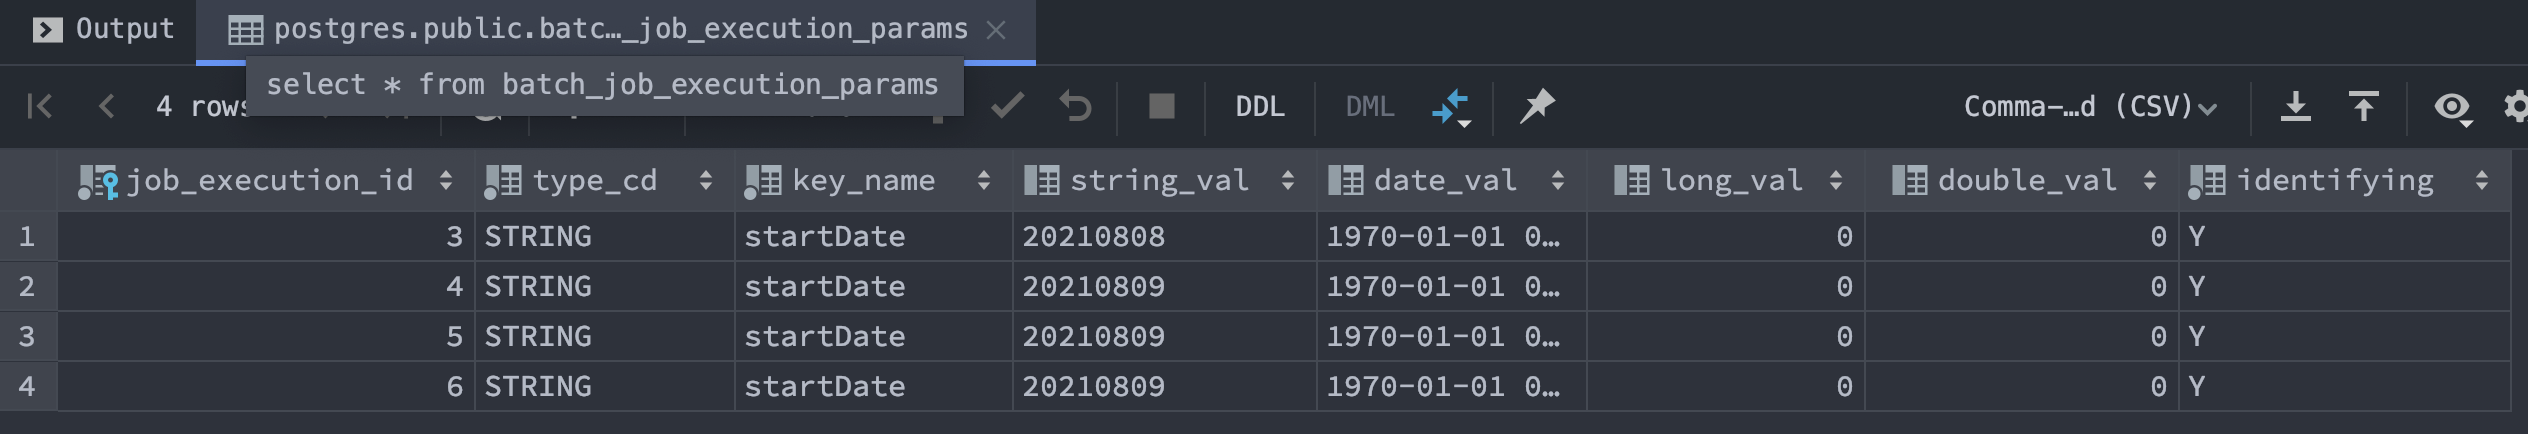 Output postgres.public.batc…_job_execution_params
select * from batch_job_execution_params
4 rows DDL DML Comma-…d (CSV)
job_execution_id type_cd key_name string_val date_val long_val double_val identifying
1 3 STRING startDate 20210808 1970-01-01 0… 0 0 Y
2 4 STRING startDate 20210809 1970-01-01 0… 0 0 Y
3 5 STRING startDate 20210809 1970-01-01 0… 0 0 Y
4 6 STRING startDate 20210809 1970-01-01 0… 0 0 Y